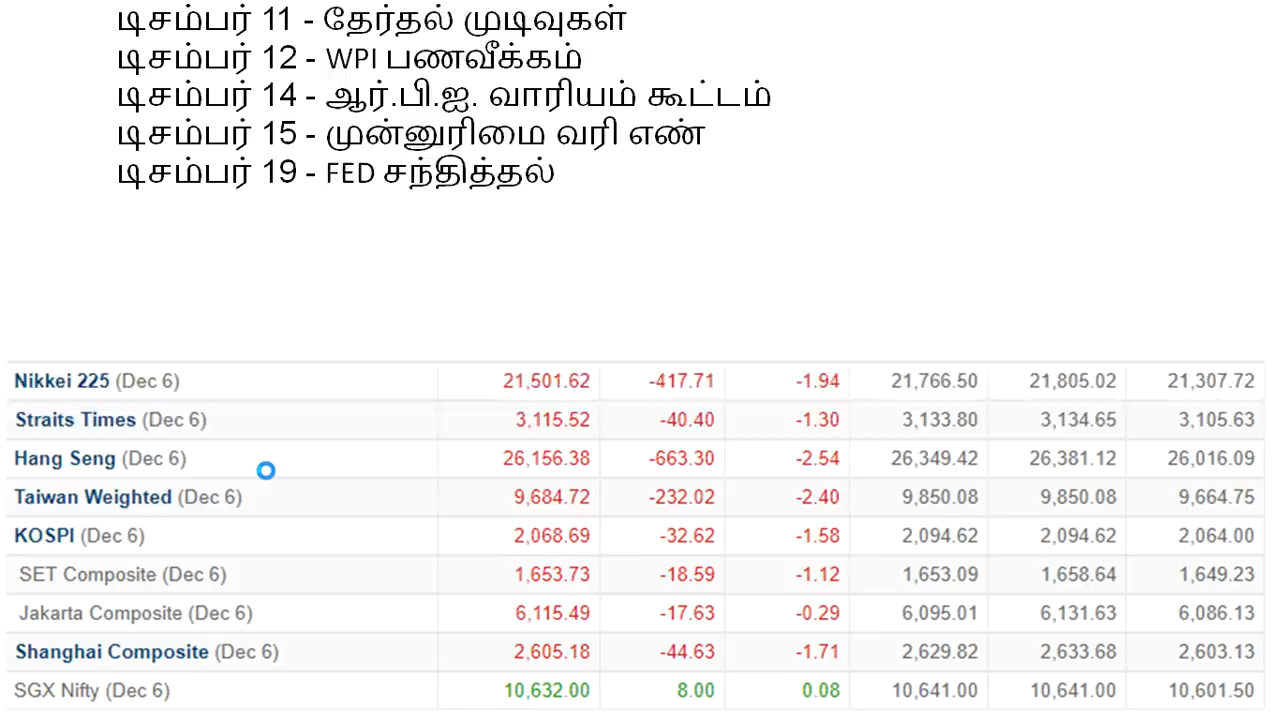 டிசம்பர் 11 - தேர்தல் முடிவுகள்
டிசம்பர் 12 - WPI பணவீக்கம்
டிசம்பர் 14 - ஆர்.பி.ஐ. வாரியம் கூட்டம்
டிசம்பர் 15 - முன்னுரிமை வரி எண்
டிசம்பர் 19 - FED சந்தித்தல்
Nikkei 225 (Dec 6) 21,501.62 -417.71 -1.94 21,766.50 21,805.02 21,307.72
Straits Times (Dec 6) 3,115.52 -40.40 -1.30 3,133.80 3,134.65 3,105.63
Hang Seng (Dec 6) 26,156.38 -663.30 -2.54 26,349.42 26,381.12 26,016.09
Taiwan Weighted (Dec 6) 9,684.72 -232.02 -2.40 9,850.08 9,850.08 9,664.75
KOSPI (Dec 6) 2,068.69 -32.62 -1.58 2,094.62 2,094.62 2,064.00
SET Composite (Dec 6) 1,653.73 -18.59 -1.12 1,653.09 1,658.64 1,649.23
Jakarta Composite (Dec 6) 6,115.49 -17.63 -0.29 6,095.01 6,131.63 6,086.13
Shanghai Composite (Dec 6) 2,605.18 -44.63 -1.71 2,629.82 2,633.68 2,603.13
SGX Nifty (Dec 6) 10,632.00 8.00 0.08 10,641.00 10,641.00 10,601.50